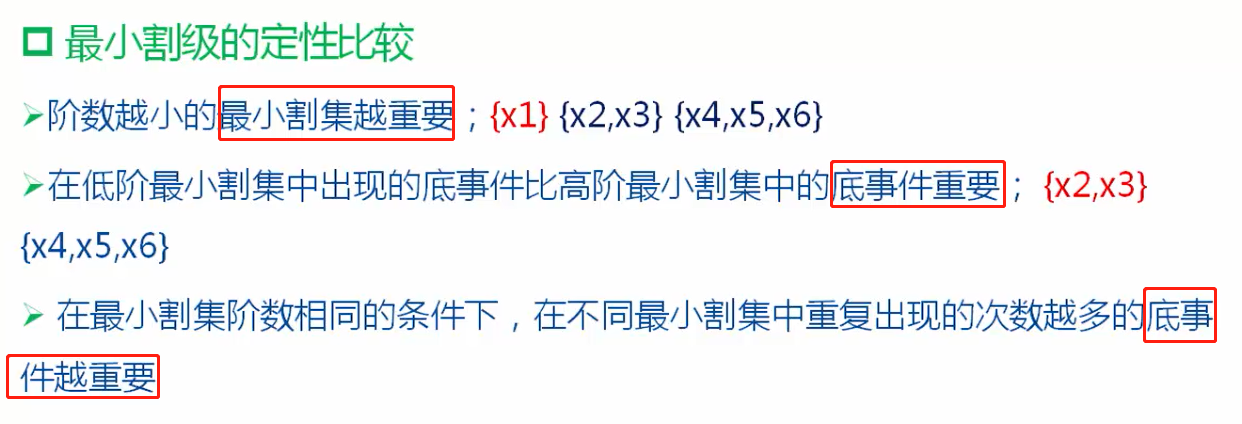 最小割级的定性比较
阶数越小的最小割集越重要；{x1} {x2,x3} {x4,x5,x6}
在低阶最小割集中出现的底事件比高阶最小割集中的底事件重要； {x2,x3}
{x4,x5,x6}
在最小割集阶数相同的条件下，在不同最小割集中重复出现的次数越多的底事
件越重要